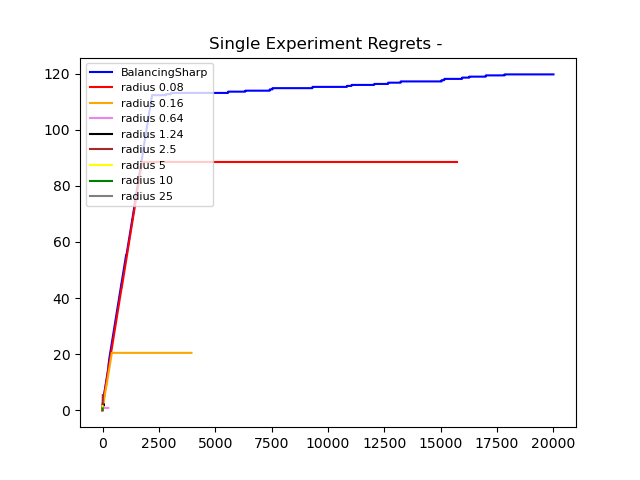 Single Experiment Regrets -
BalancingSharp
radius 0.08
radius 0.16
radius 0.64
radius 1.24
radius 2.5
radius 5
radius 10
radius 25
120
100
80
60
40
20
0
0 2500 5000 7500 10000 12500 15000 17500 20000